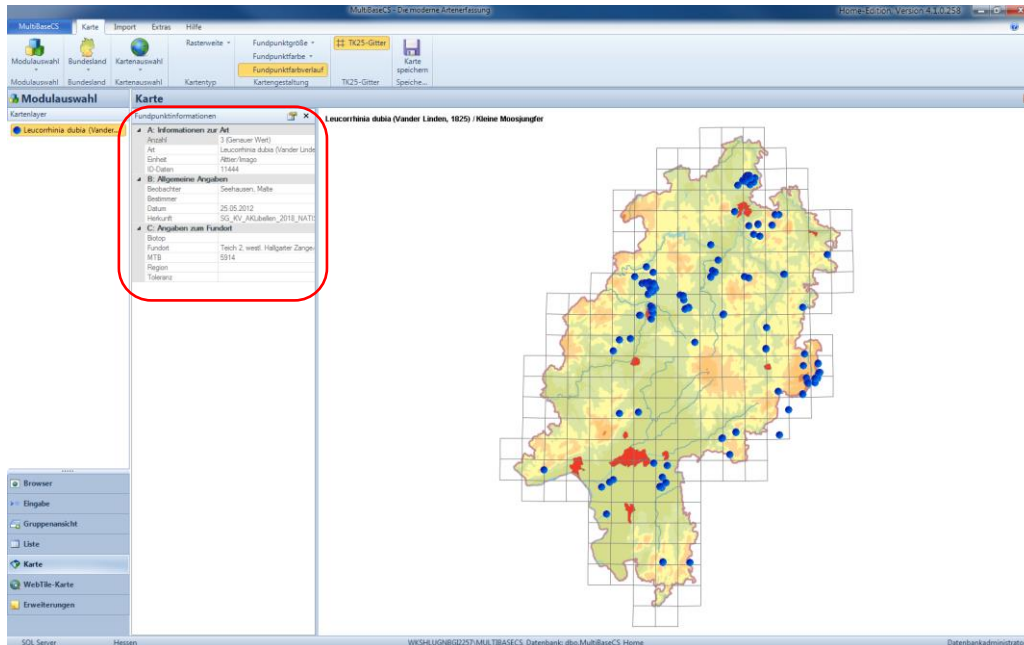 MultiBaseCS - Die moderne Artenerfassung
Home-Edition, Version 4.1.0.258
MultiBaseCS Karte Import Extras Hilfe
Modulauswahl
Bundesland
Kartenauswahl
Rasterweite
Fundpunktgröße
Fundpunktfarbe
Fundpunktfarbverlauf
TK25-Gitter
Karte
speichern
Modulauswahl Bundesland Kartenauswahl Kartentyp Kartengestaltung TK25-Gitter Speiche...
Modulauswahl
Karte
Kartenlayer
Leucorrhinia dubia (Vander...
Fundpunktinformationen
A: Informationen zur Art
Anzahl 3 (Genauer Wert)
Art Leucorrhinia dubia (Vander Linde
Einheit Alttier/Imago
ID-Daten 11444
B: Allgemeine Angaben
Beobachter Seehausen, Malte
Bestimmer
Datum 25.05.2012
Herkunft SG_KV_AKLibellen_2018_NATIS
C: Angaben zum Fundort
Biotop
Fundort Teich 2, westl. Hallgarter Zange-
MTB 5914
Region
Toleranz
Leucorrhinia dubia (Vander Linden, 1825) / Kleine Moosjungfer
Browser
Eingabe
Gruppenansicht
Liste
Karte
WebTile-Karte
Erweiterungen
SQL Server Hessen WKSHLUGNBGI2257\MULTIBASECS Datenbank: dbo.MultiBaseCS_Home Datenbankadministrato